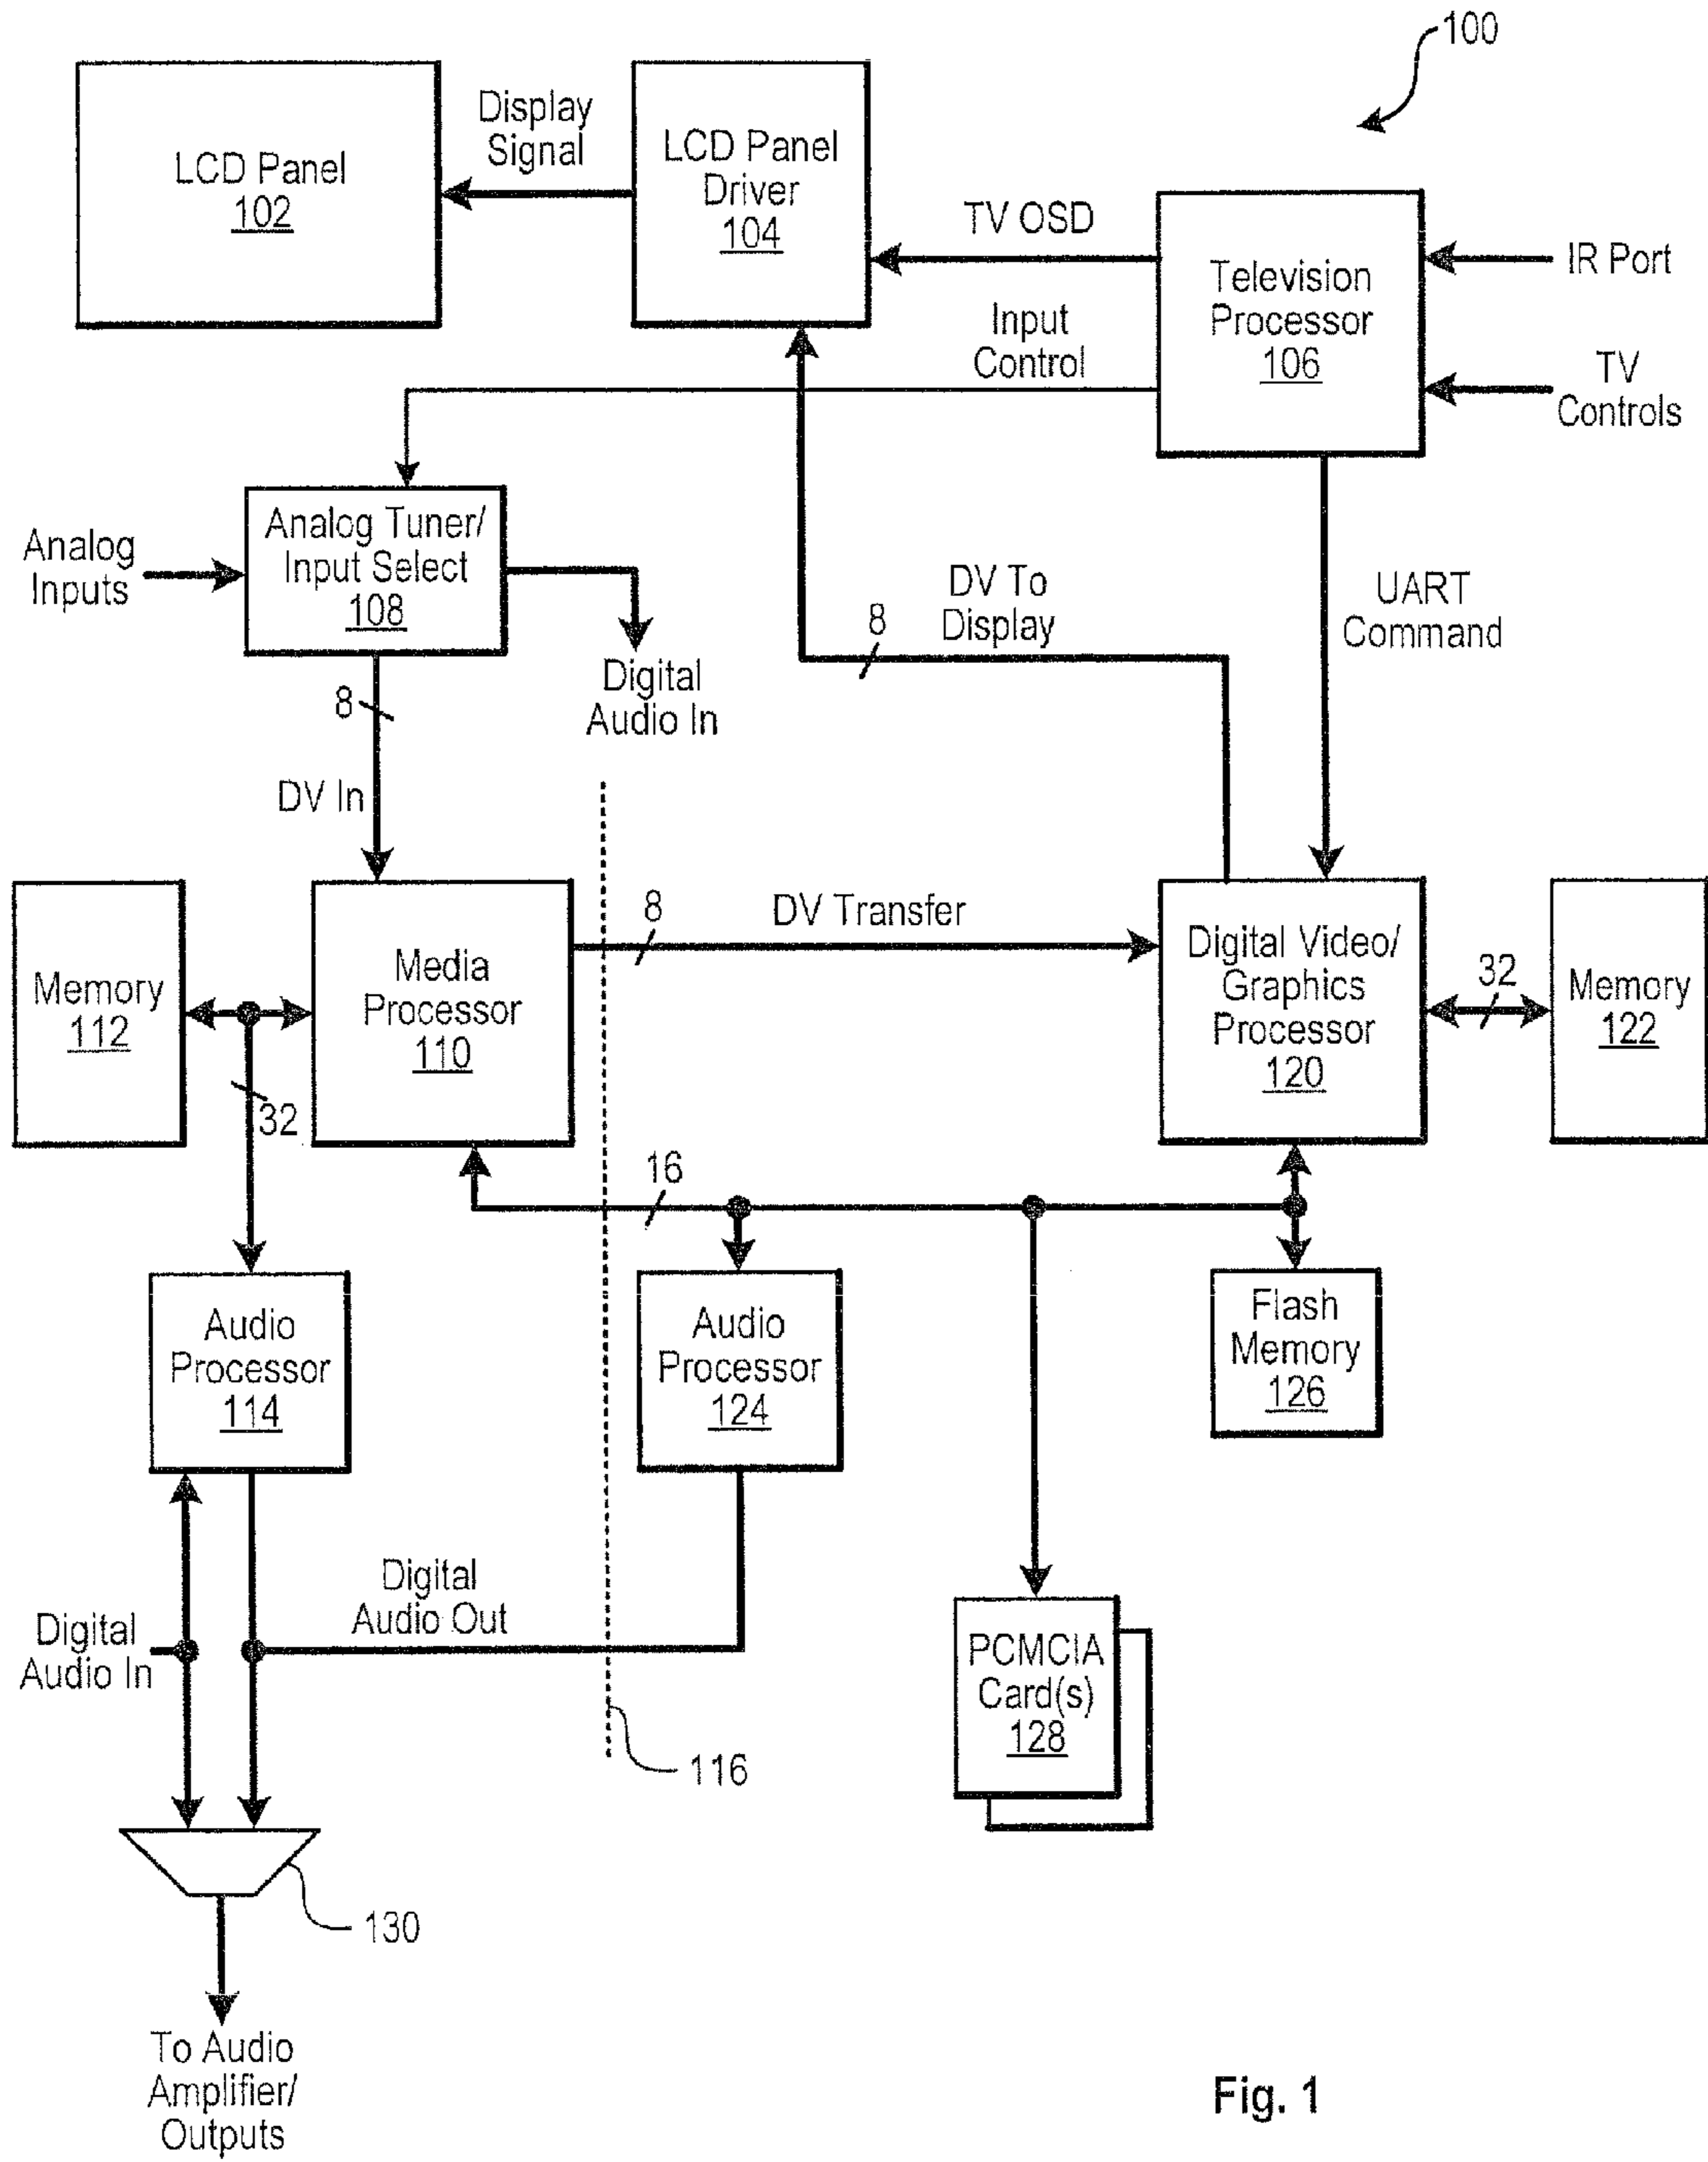 100
LCD Panel
102
Display
Signal
LCD Panel
Driver
104
TV OSD
Input
Control
Television
Processor
106
IR Port
TV
Controls
Analog
Inputs
Analog Tuner/
Input Select
108
8
DV In
Digital
Audio In
DV To
Display
8
UART
Command
Memory
112
32
Media
Processor
110
8
DV Transfer
Digital Video/
Graphics
Processor
120
32
Memory
122
16
Audio
Processor
114
Audio
Processor
124
Flash
Memory
126
Digital
Audio In
Digital
Audio Out
116
PCMCIA
Card(s)
128
130
To Audio
Amplifier/
Outputs
Fig. 1